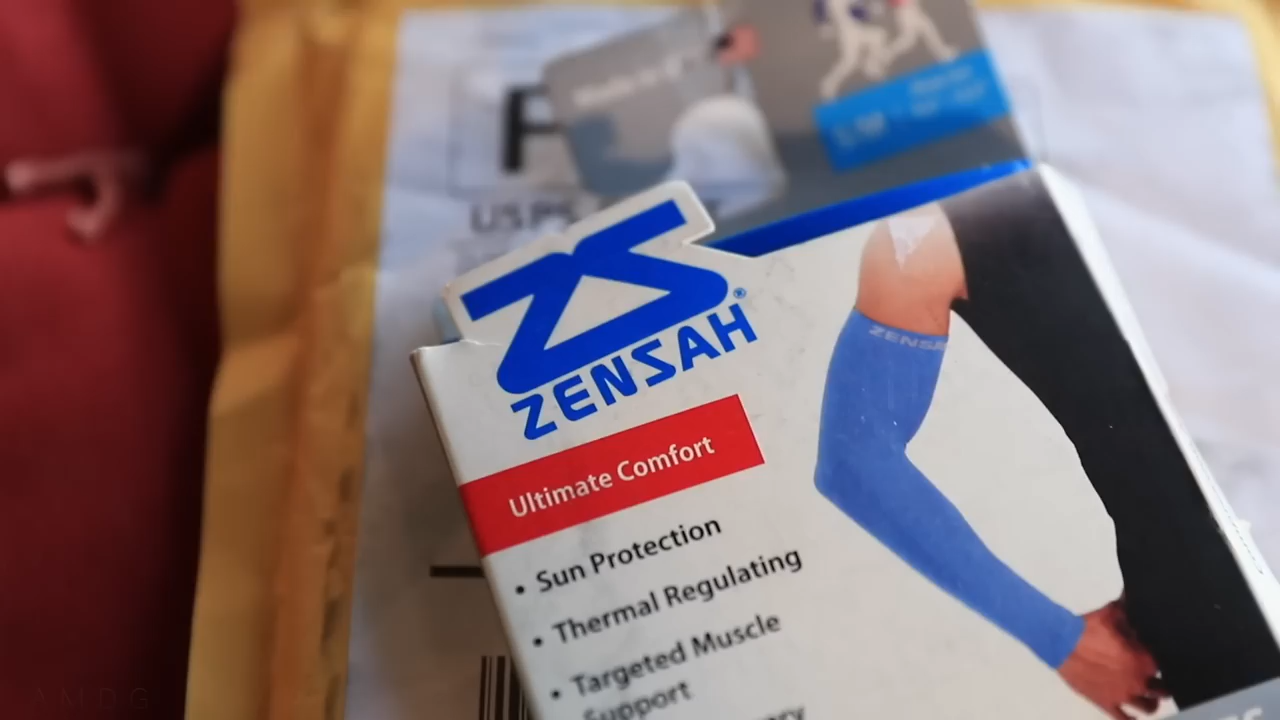 F
USPS
ZS
ZENSAH®
ZENSAH
Ultimate Comfort
• Sun Protection
• Thermal Regulating
• Targeted Muscle
Support
AMDG